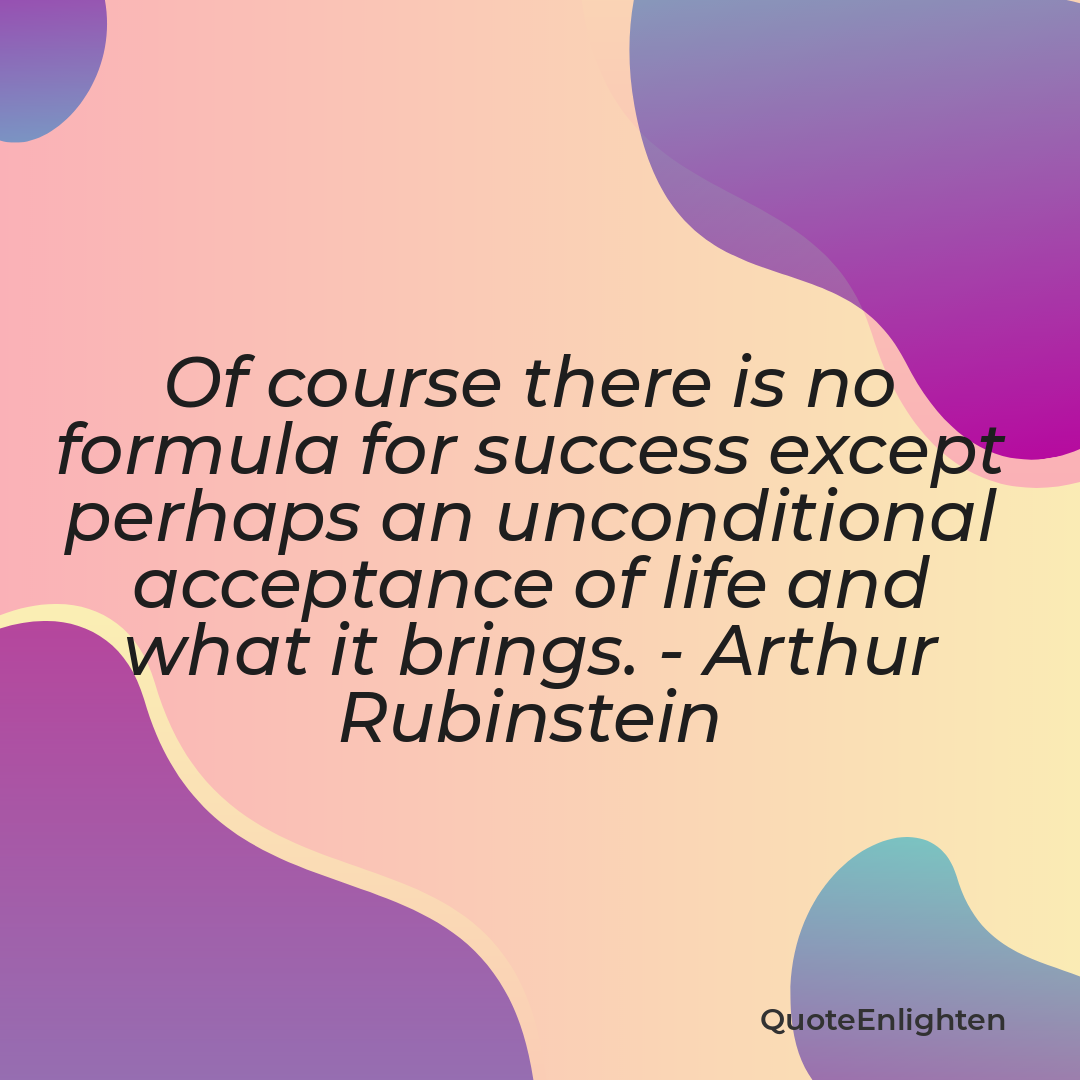 Of course there is no
formula for success except
perhaps an unconditional
acceptance of life and
what it brings. - Arthur
Rubinstein
QuoteEnlighten